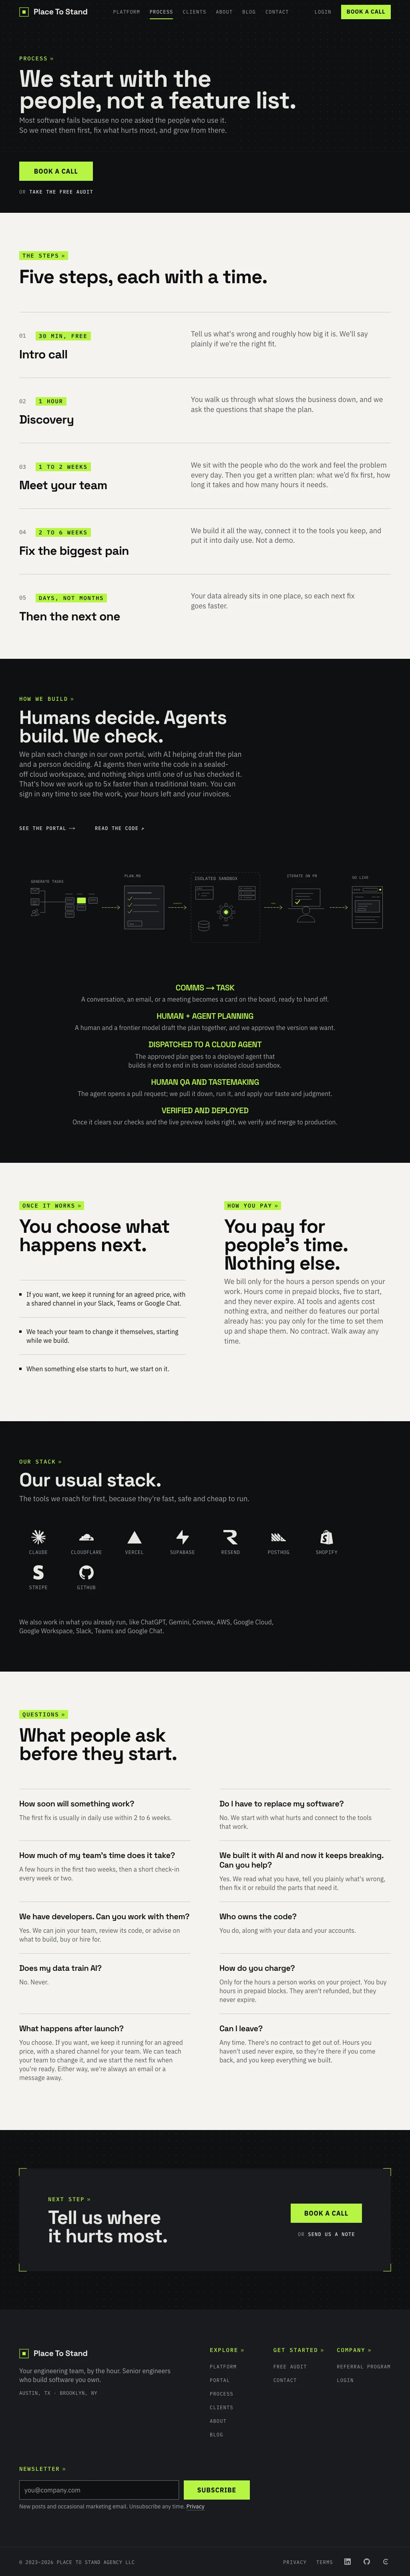 Place To Stand
PLATFORM PROCESS CLIENTS ABOUT BLOG CONTACT LOGIN BOOK A CALL
PROCESS
We start with the
people, not a feature list.
Most software fails because no one asked the people who use it.
So we meet them first, fix what hurts most, and grow from there.
BOOK A CALL
OR TAKE THE FREE AUDIT
THE STEPS
Five steps, each with a time.
01 30 MIN, FREE
Intro call
Tell us what's wrong and roughly how big it is. We'll say
plainly if we're the right fit.
02 1 HOUR
Discovery
You walk us through what slows the business down, and we
ask the questions that shape the plan.
03 1 TO 2 WEEKS
Meet your team
We sit with the people who do the work and feel the problem
every day. Then you get a written plan: what we'd fix first, how
long it takes and how many hours it needs.
04 2 TO 6 WEEKS
Fix the biggest pain
We build it all the way, connect it to the tools you keep, and
put it into daily use. Not a demo.
05 DAYS, NOT MONTHS
Then the next one
Your data already sits in one place, so each next fix
goes faster.
HOW WE BUILD
Humans decide. Agents
build. We check.
We plan each change in our own portal, with AI helping draft the plan
and a person deciding. AI agents then write the code in a sealed-
off cloud workspace, and nothing ships until one of us has checked it.
That's how we work up to 5x faster than a traditional team. You can
sign in any time to see the work, your hours left and your invoices.
SEE THE PORTAL → READ THE CODE ↗
GENERATE TASKS
PLAN.MD
ISOLATED SANDBOX
ITERATE ON PR
GO LIVE
COMMS → TASK
A conversation, an email, or a meeting becomes a card on the board, ready to hand off.
HUMAN + AGENT PLANNING
A human and a frontier model draft the plan together, and we approve the version we want.
DISPATCHED TO A CLOUD AGENT
The approved plan goes to a deployed agent that
builds it end to end in its own isolated cloud sandbox.
HUMAN QA AND TASTEMAKING
The agent opens a pull request; we pull it down, run it, and apply our taste and judgment.
VERIFIED AND DEPLOYED
Once it clears our checks and the live preview looks right, we verify and merge to production.
ONCE IT WORKS
You choose what
happens next.
If you want, we keep it running for an agreed price, with
a shared channel in your Slack, Teams or Google Chat.
We teach your team to change it themselves, starting
while we build.
When something else starts to hurt, we start on it.
HOW YOU PAY
You pay for
people's time.
Nothing else.
We bill only for the hours a person spends on your
work. Hours come in prepaid blocks, five to start,
and they never expire. AI tools and agents cost
nothing extra, and neither do features our portal
already has: you pay only for the time to set them
up and shape them. No contract. Walk away any
time.
OUR STACK
Our usual stack.
The tools we reach for first, because they're fast, safe and cheap to run.
CLAUDE CLOUDFLARE VERCEL SUPABASE RESEND POSTHOG SHOPIFY
STRIPE GITHUB
We also work in what you already run, like ChatGPT, Gemini, Convex, AWS, Google Cloud,
Google Workspace, Slack, Teams and Google Chat.
QUESTIONS
What people ask
before they start.
How soon will something work?
The first fix is usually in daily use within 2 to 6 weeks.
Do I have to replace my software?
No. We start with what hurts and connect to the tools
that work.
How much of my team's time does it take?
A few hours in the first two weeks, then a short check-in
every week or two.
We built it with AI and now it keeps breaking.
Can you help?
Yes. We read what you have, tell you plainly what's wrong,
then fix it or rebuild the parts that need it.
We have developers. Can you work with them?
Yes. We can join your team, review its code, or advise on
what to build, buy or hire for.
Who owns the code?
You do, along with your data and your accounts.
Does my data train AI?
No. Never.
How do you charge?
Only for the hours a person works on your project. You buy
hours in prepaid blocks. They aren't refunded, but they
never expire.
What happens after launch?
You choose. If you want, we keep it running for an agreed
price, with a shared channel for your team. We can teach
your team to change it, and we start the next fix when
you're ready. Either way, we're always an email or a
message away.
Can I leave?
Any time. There's no contract to get out of. Hours you
haven't used never expire, so they're there if you come
back, and you keep everything we built.
NEXT STEP
Tell us where
it hurts most.
BOOK A CALL
OR SEND US A NOTE
Place To Stand
Your engineering team, by the hour. Senior engineers
who build software you own.
AUSTIN, TX · BROOKLYN, NY
EXPLORE
PLATFORM
PORTAL
PROCESS
CLIENTS
ABOUT
BLOG
GET STARTED
FREE AUDIT
CONTACT
COMPANY
REFERRAL PROGRAM
LOGIN
NEWSLETTER
you@company.com
SUBSCRIBE
New posts and occasional marketing email. Unsubscribe any time. Privacy
© 2023–2026 PLACE TO STAND AGENCY LLC
PRIVACY TERMS